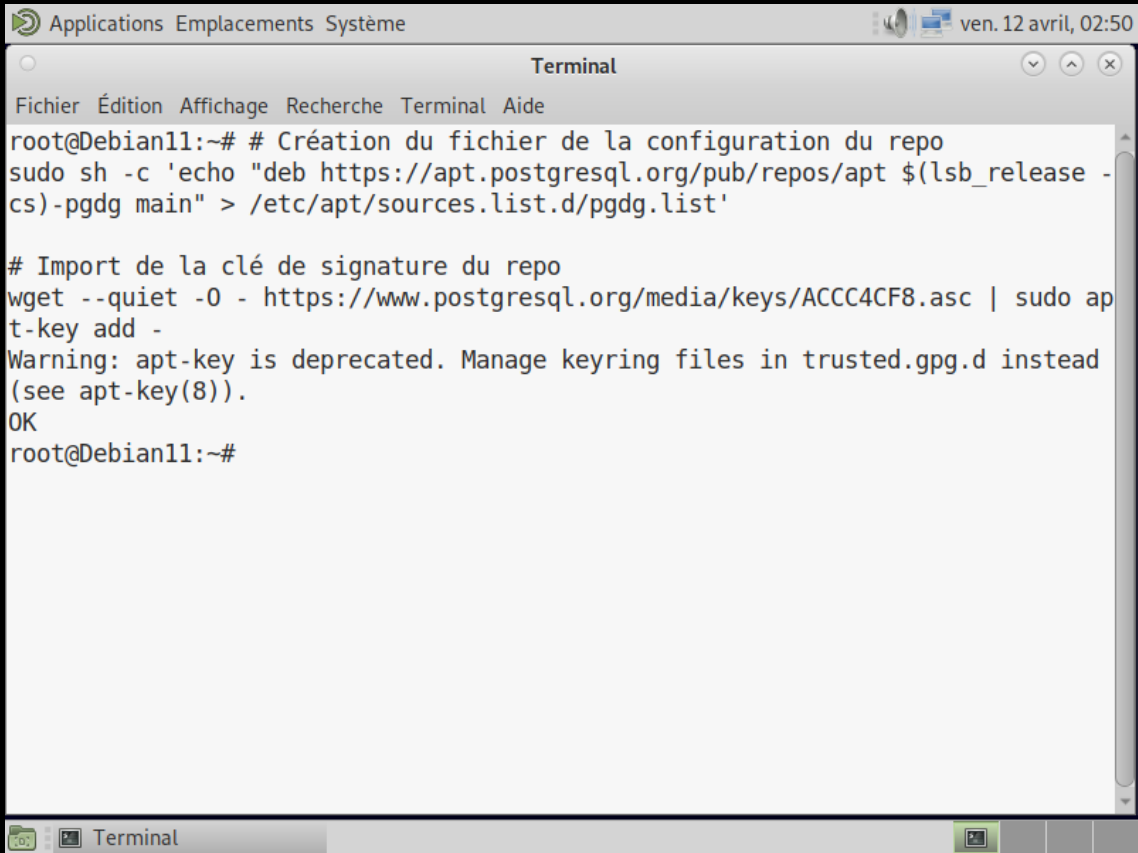 Applications Emplacements Système ven. 12 avril, 02:50
Terminal
Fichier Édition Affichage Recherche Terminal Aide
root@Debian11:~# # Création du fichier de la configuration du repo
sudo sh -c 'echo "deb https://apt.postgresql.org/pub/repos/apt $(lsb_release -
cs)-pgdg main" > /etc/apt/sources.list.d/pgdg.list'
# Import de la clé de signature du repo
wget --quiet -O - https://www.postgresql.org/media/keys/ACCC4CF8.asc | sudo ap
t-key add -
Warning: apt-key is deprecated. Manage keyring files in trusted.gpg.d instead
(see apt-key(8)).
OK
root@Debian11:~#
Terminal